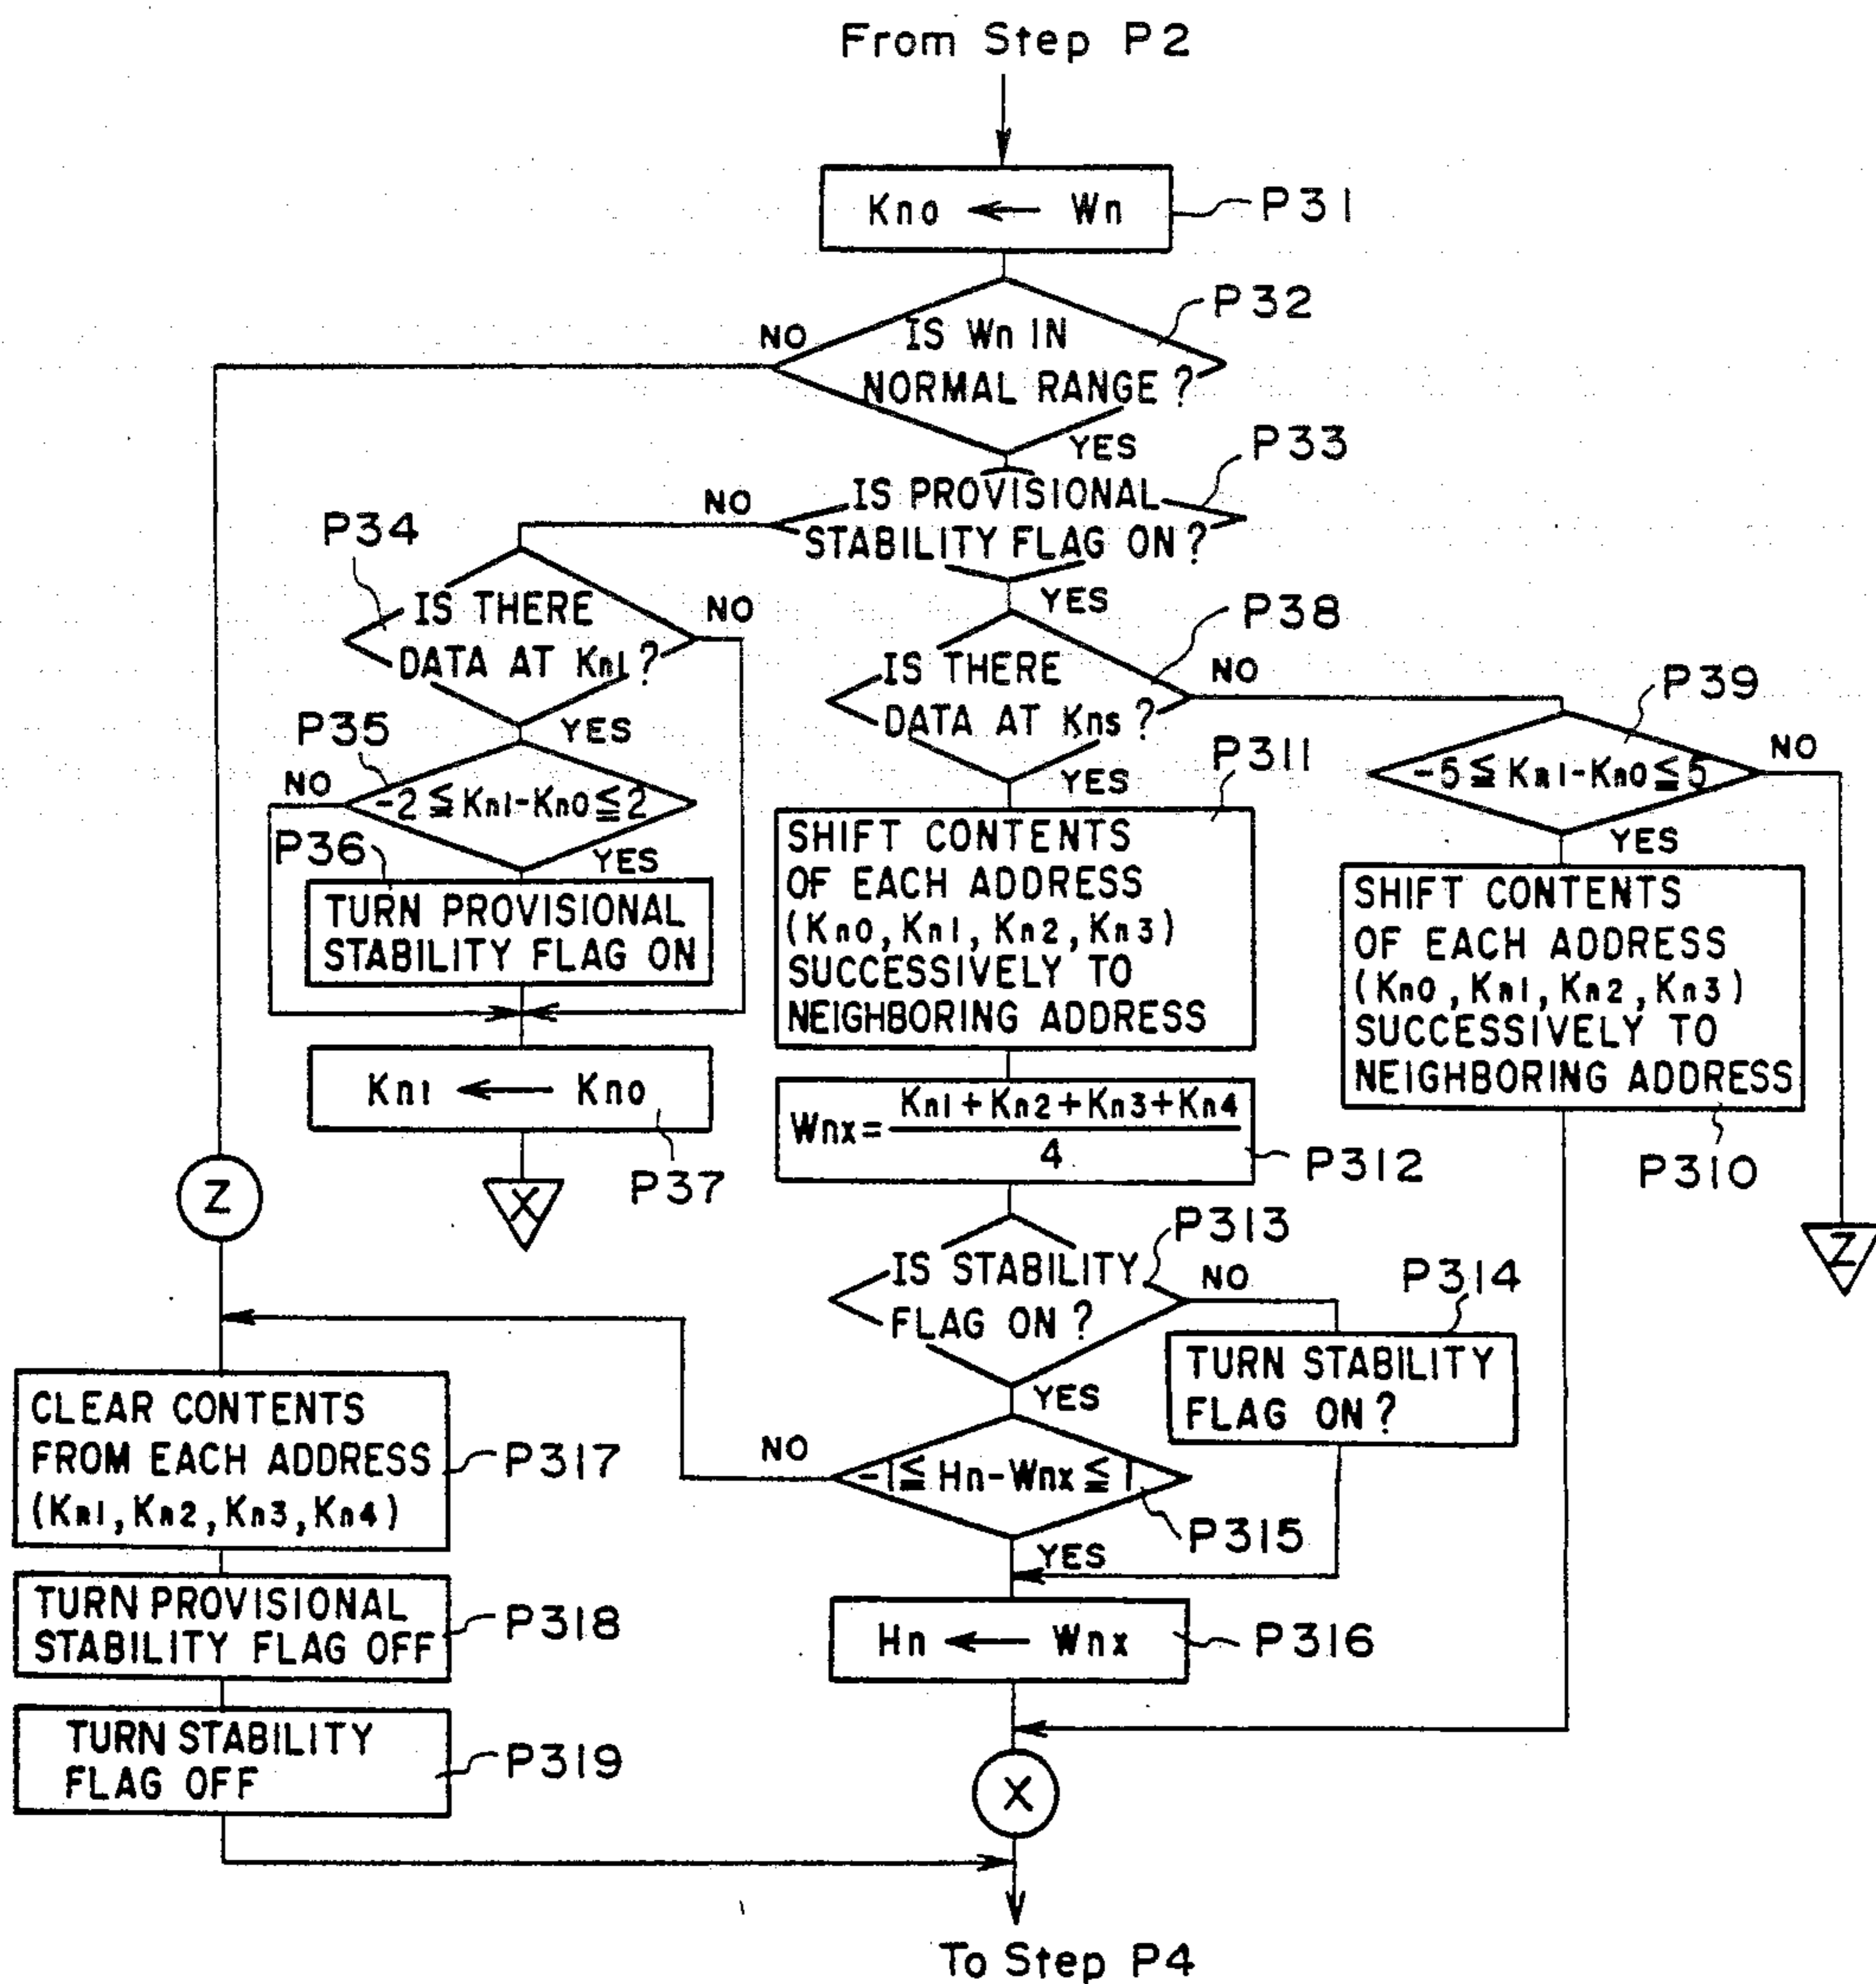 From Step P2
Kn0 ← Wn
P31
P32
NO
IS Wn IN
NORMAL RANGE ?
YES
P33
NO
IS PROVISIONAL
STABILITY FLAG ON ?
YES
P34
IS THERE
DATA AT Kn1 ?
NO
YES
P38
IS THERE
DATA AT Kns ?
NO
YES
P39
-5 ≦ Kn1-Kn0 ≦ 5
NO
YES
P35
NO
-2 ≦ Kn1-Kn0 ≦ 2
YES
P36
TURN PROVISIONAL
STABILITY FLAG ON
Kn1 ← Kn0
P37
X
P311
SHIFT CONTENTS
OF EACH ADDRESS
(Kn0, Kn1, Kn2, Kn3)
SUCCESSIVELY TO
NEIGHBORING ADDRESS
SHIFT CONTENTS
OF EACH ADDRESS
(Kn0, Kn1, Kn2, Kn3)
SUCCESSIVELY TO
NEIGHBORING ADDRESS
P310
Z
Wnx = Kn1 + Kn2 + Kn3 + Kn4
4
P312
Z
P313
IS STABILITY
FLAG ON ?
NO
YES
P314
TURN STABILITY
FLAG ON ?
NO
-1 ≦ Hn-Wnx ≦ 1
P315
YES
Hn ← Wnx
P316
CLEAR CONTENTS
FROM EACH ADDRESS
(Kn1, Kn2, Kn3, Kn4)
P317
TURN PROVISIONAL
STABILITY FLAG OFF
P318
TURN STABILITY
FLAG OFF
P319
X
To Step P4